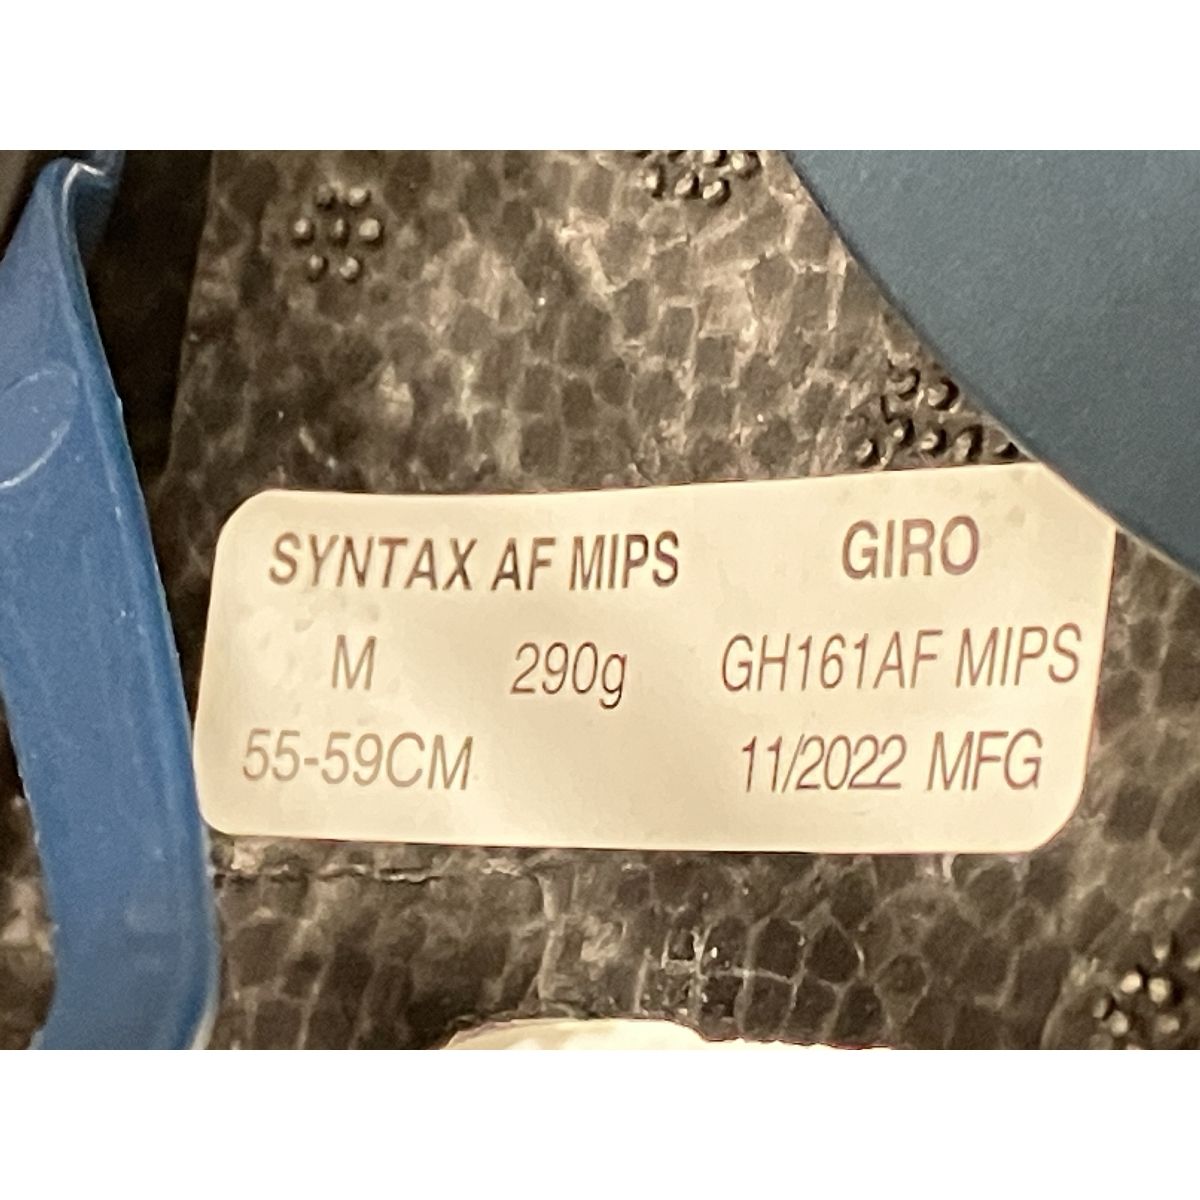 SYNTAX AF MIPS GIRO
M 290g GH161AF MIPS
55-59CM 11/2022 MFG